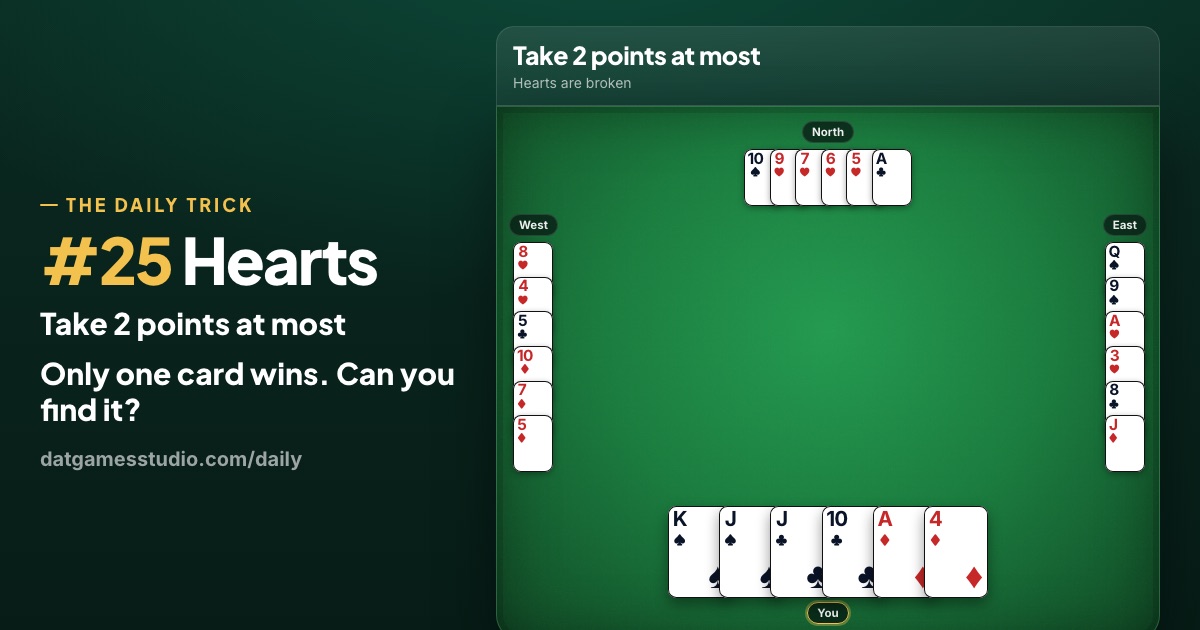 — THE DAILY TRICK
#25 Hearts
Take 2 points at most
Only one card wins. Can you
find it?
datgamesstudio.com/daily
Take 2 points at most
Hearts are broken
North
10♠ 9♥ 7♥ 6♥ 5♥ A♣
West
8♥
4♥
5♣
10♦
7♦
5♦
East
Q♠
9♠
A♥
3♥
8♣
J♦
K♠ J♠ J♣ 10♣ A♦ 4♦
You